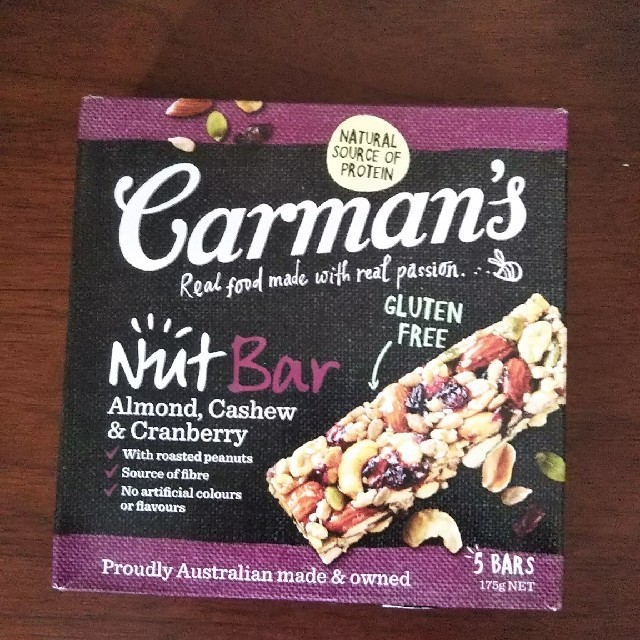 NATURAL
SOURCE OF
PROTEIN
Carman's
Real food made with real passion.
GLUTEN
FREE
Nut Bar
Almond, Cashew
& Cranberry
With roasted peanuts
Source of fibre
No artificial colours
or flavours
5 BARS
175g NET
Proudly Australian made & owned